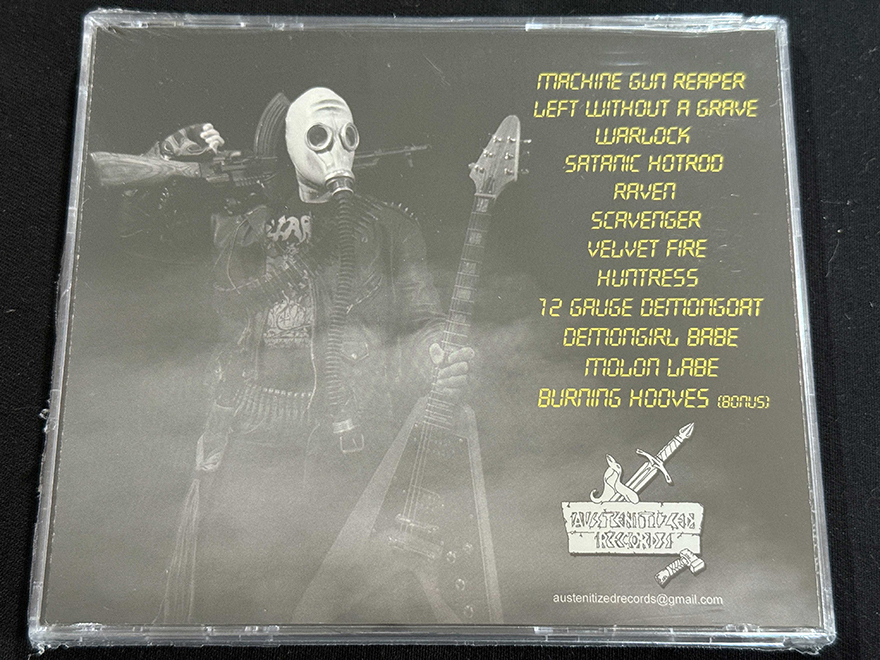 MACHINE GUN REAPER
LEFT WITHOUT A GRAVE
WARLOCK
SATANIC HOTROD
RAVEN
SCAVENGER
VELVET FIRE
HUNTRESS
12 GAUGE DEMONGOAT
DEMONGIRL BABE
MOLON LABE
BURNING HOOVES (BONUS)
AUSTENITIZED
RECORDS
austenitizedrecords@gmail.com